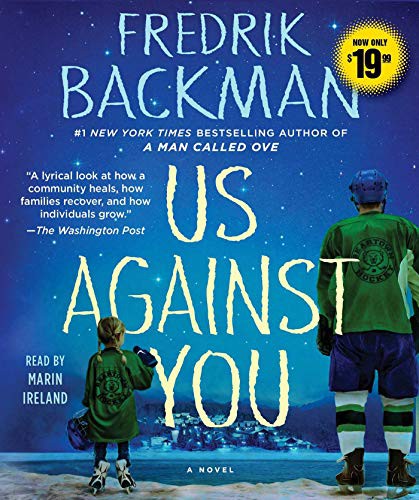 FREDRIK
BACKMAN
NOW ONLY
$19.99
#1 NEW YORK TIMES BESTSELLING AUTHOR OF
A MAN CALLED OVE
"A lyrical look at how a
community heals, how
families recover, and how
individuals grow."
—The Washington Post
US
AGAINST
YOU
READ BY
MARIN
IRELAND
BEARTOWN
HOCKEY
A NOVEL